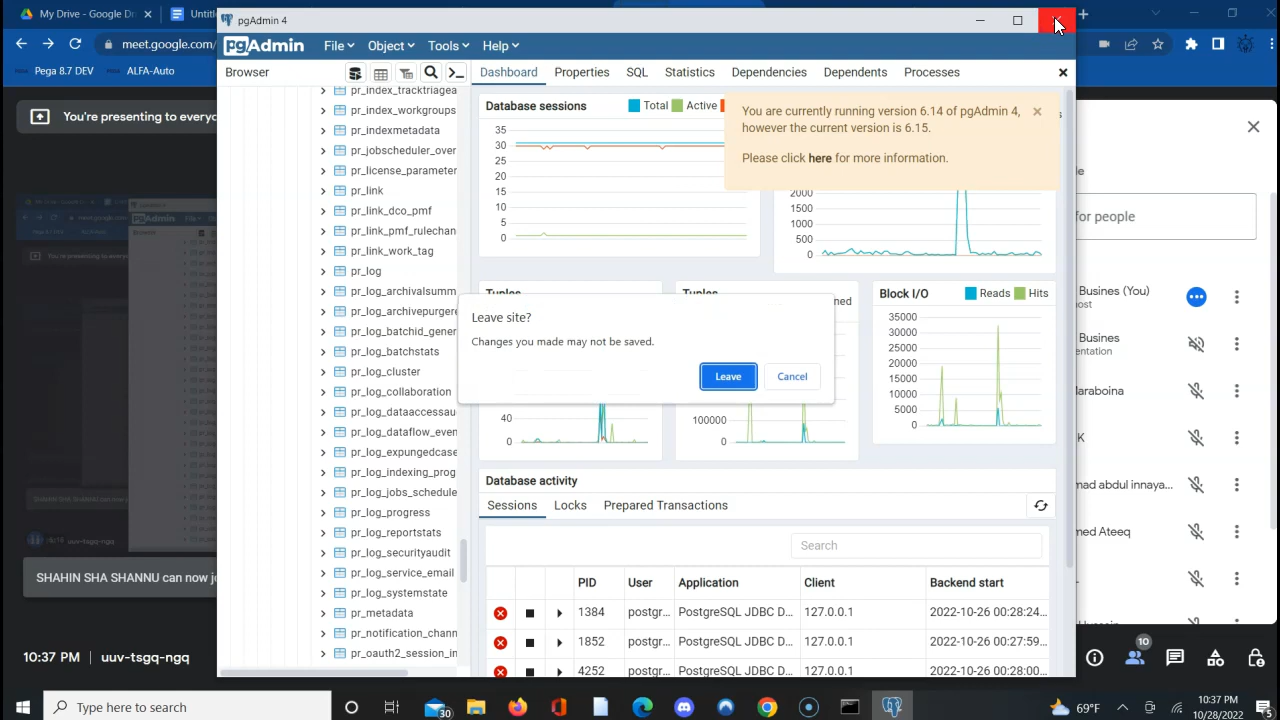 My Drive - Google Dr
Untitl
pgAdmin 4
meet.google.com/
Pega 8.7 DEV
ALFA-Auto
pgAdmin
File
Object
Tools
Help
Browser
Dashboard
Properties
SQL
Statistics
Dependencies
Dependents
Processes
You're presenting to everyone
pr_index_tracktriagea
pr_index_workgroups
pr_indexmetadata
pr_jobscheduler_over
pr_license_parameter
pr_link
pr_link_dco_pmf
pr_link_pmf_rulechan
pr_link_work_tag
pr_log
pr_log_archivalsumm
pr_log_archivepurgere
pr_log_batchid_gener
pr_log_batchstats
pr_log_cluster
pr_log_collaboration
pr_log_dataaccessau
pr_log_dataflow_even
pr_log_expungedcase
pr_log_indexing_prog
pr_log_jobs_schedule
pr_log_progress
pr_log_reportstats
pr_log_securityaudit
pr_log_service_email
pr_log_systemstate
pr_metadata
pr_notification_chann
pr_oauth2_session_in
Database sessions
Total
Active
35
30
25
20
15
10
5
0
You are currently running version 6.14 of pgAdmin 4,
however the current version is 6.15.
Please click here for more information.
2000
1500
1000
500
0
Tuples
Tuples
ned
Block I/O
Reads
Hits
35000
30000
25000
20000
15000
10000
5000
0
Leave site?
Changes you made may not be saved.
Leave
Cancel
40
0
100000
0
Database activity
Sessions
Locks
Prepared Transactions
Search
PID User Application Client Backend start
1384 postgr... PostgreSQL JDBC D... 127.0.0.1 2022-10-26 00:28:24...
1852 postgr... PostgreSQL JDBC D... 127.0.0.1 2022-10-26 00:27:59...
4252 postgr... PostgreSQL JDBC D... 127.0.0.1 2022-10-26 00:28:00...
le
for people
Busines (You)
ost
Busines
entation
Maraboina
K
mad abdul innaya...
med Ateeq
SHAHIN SHA SHANNU can now jo
10:37 PM | uuv-tsgq-ngq
10
Type here to search
30
69°F
10:37 PM
10/28/2022
5